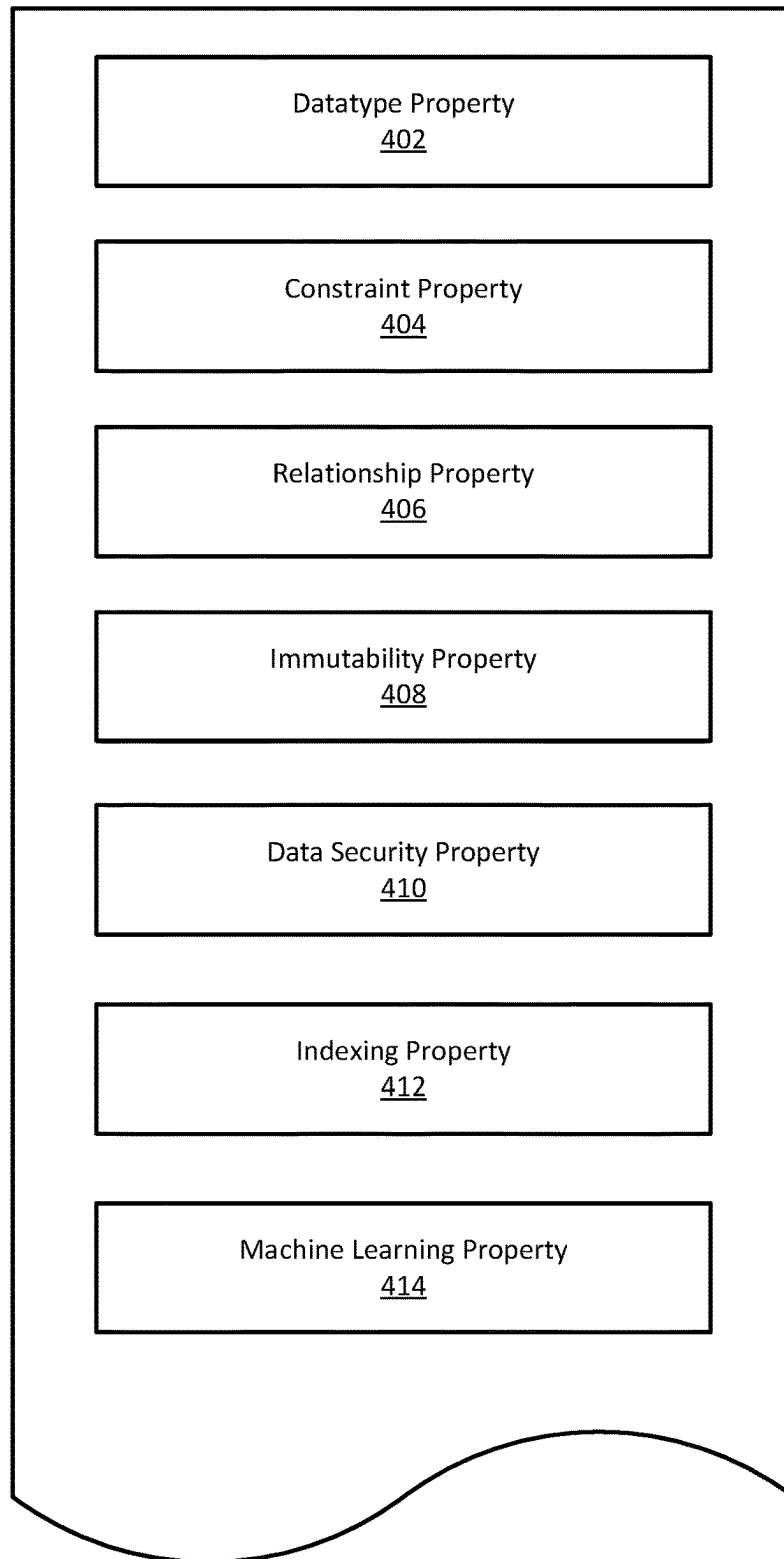 Datatype Property
402
Constraint Property
404
Relationship Property
406
Immutability Property
408
Data Security Property
410
Indexing Property
412
Machine Learning Property
414